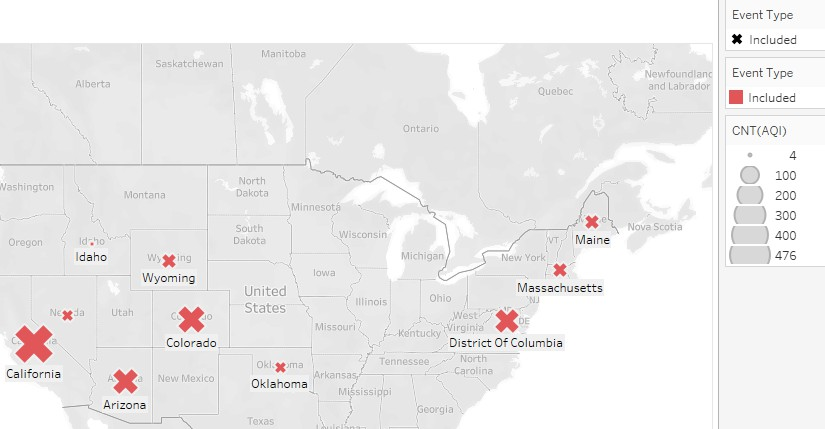 Event Type
Included
Event Type
Included
CNT(AQI)
4
100
200
300
400
476
Manitoba
Saskatchewan
Alberta
Newfoundland
and Labrador
Quebec
Ontario
Washington
Montana
North
Dakota
Minnesota
Oregon
South
Dakota
Wisconsin
Michigan
New York
VT
Nova Scotia
Maine
Idaho
Wyoming
Massachusetts
Iowa
United
States
Utah
Illinois
Ohio
NJ
DE
Colorado
Missouri
West
Virginia
Kentucky
District Of Columbia
California
Oklahoma
Arkansas
Tennessee
North
Carolina
Arizona
New Mexico
Mississippi
Georgia
Texas